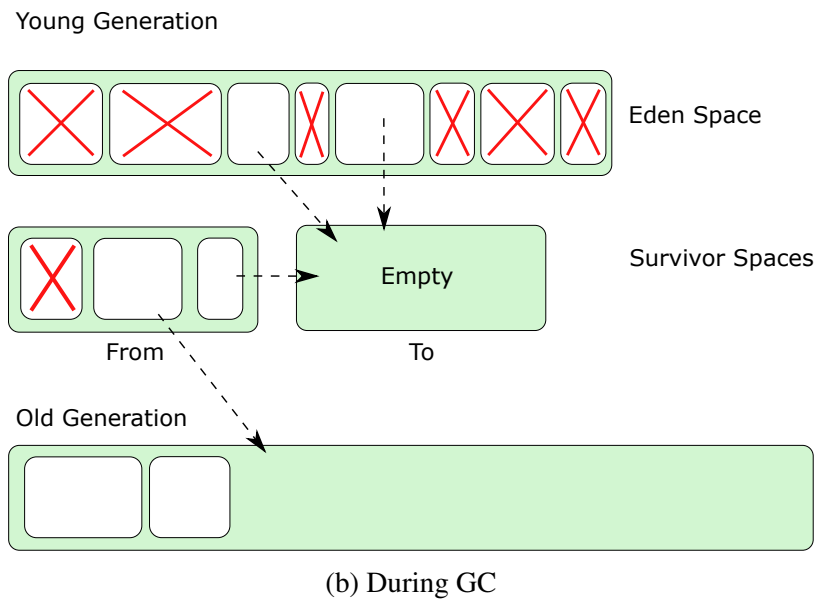 Young Generation
Eden Space
Empty
Survivor Spaces
From
To
Old Generation
(b) During GC